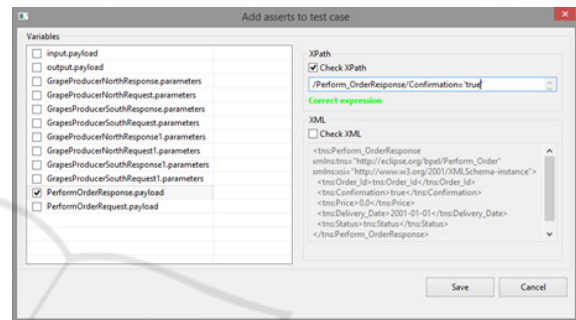 Add asserts to test case
Variables
input.payload
output.payload
GrapeProducerNorthResponse.parameters
GrapeProducerNorthRequest.parameters
GrapesProducerSouthResponse.parameters
GrapesProducerSouthRequest.parameters
GrapeProducerNorthResponse1.parameters
GrapeProducerNorthRequest1.parameters
GrapesProducerSouthResponse1.parameters
GrapesProducerSouthRequest1.parameters
PerformOrderResponse.payload
PerformOrderRequest.payload
XPath
Check XPath
/Perform_OrderResponse/Confirmation='true'
Correct expression
XML
Check XML
<tns:Perform_OrderResponse
xmlns:tns="http://eclipse.org/bpel/Perform_Order"
xmlns:xsi="http://www.w3.org/2001/XMLSchema-instance">
<tns:Order_Id>tns:Order_Id</tns:Order_Id>
<tns:Confirmation>true</tns:Confirmation>
<tns:Price>0.0</tns:Price>
<tns:Delivery_Date>2001-01-01</tns:Delivery_Date>
<tns:Status>tns:Status</tns:Status>
</tns:Perform_OrderResponse>
Save
Cancel